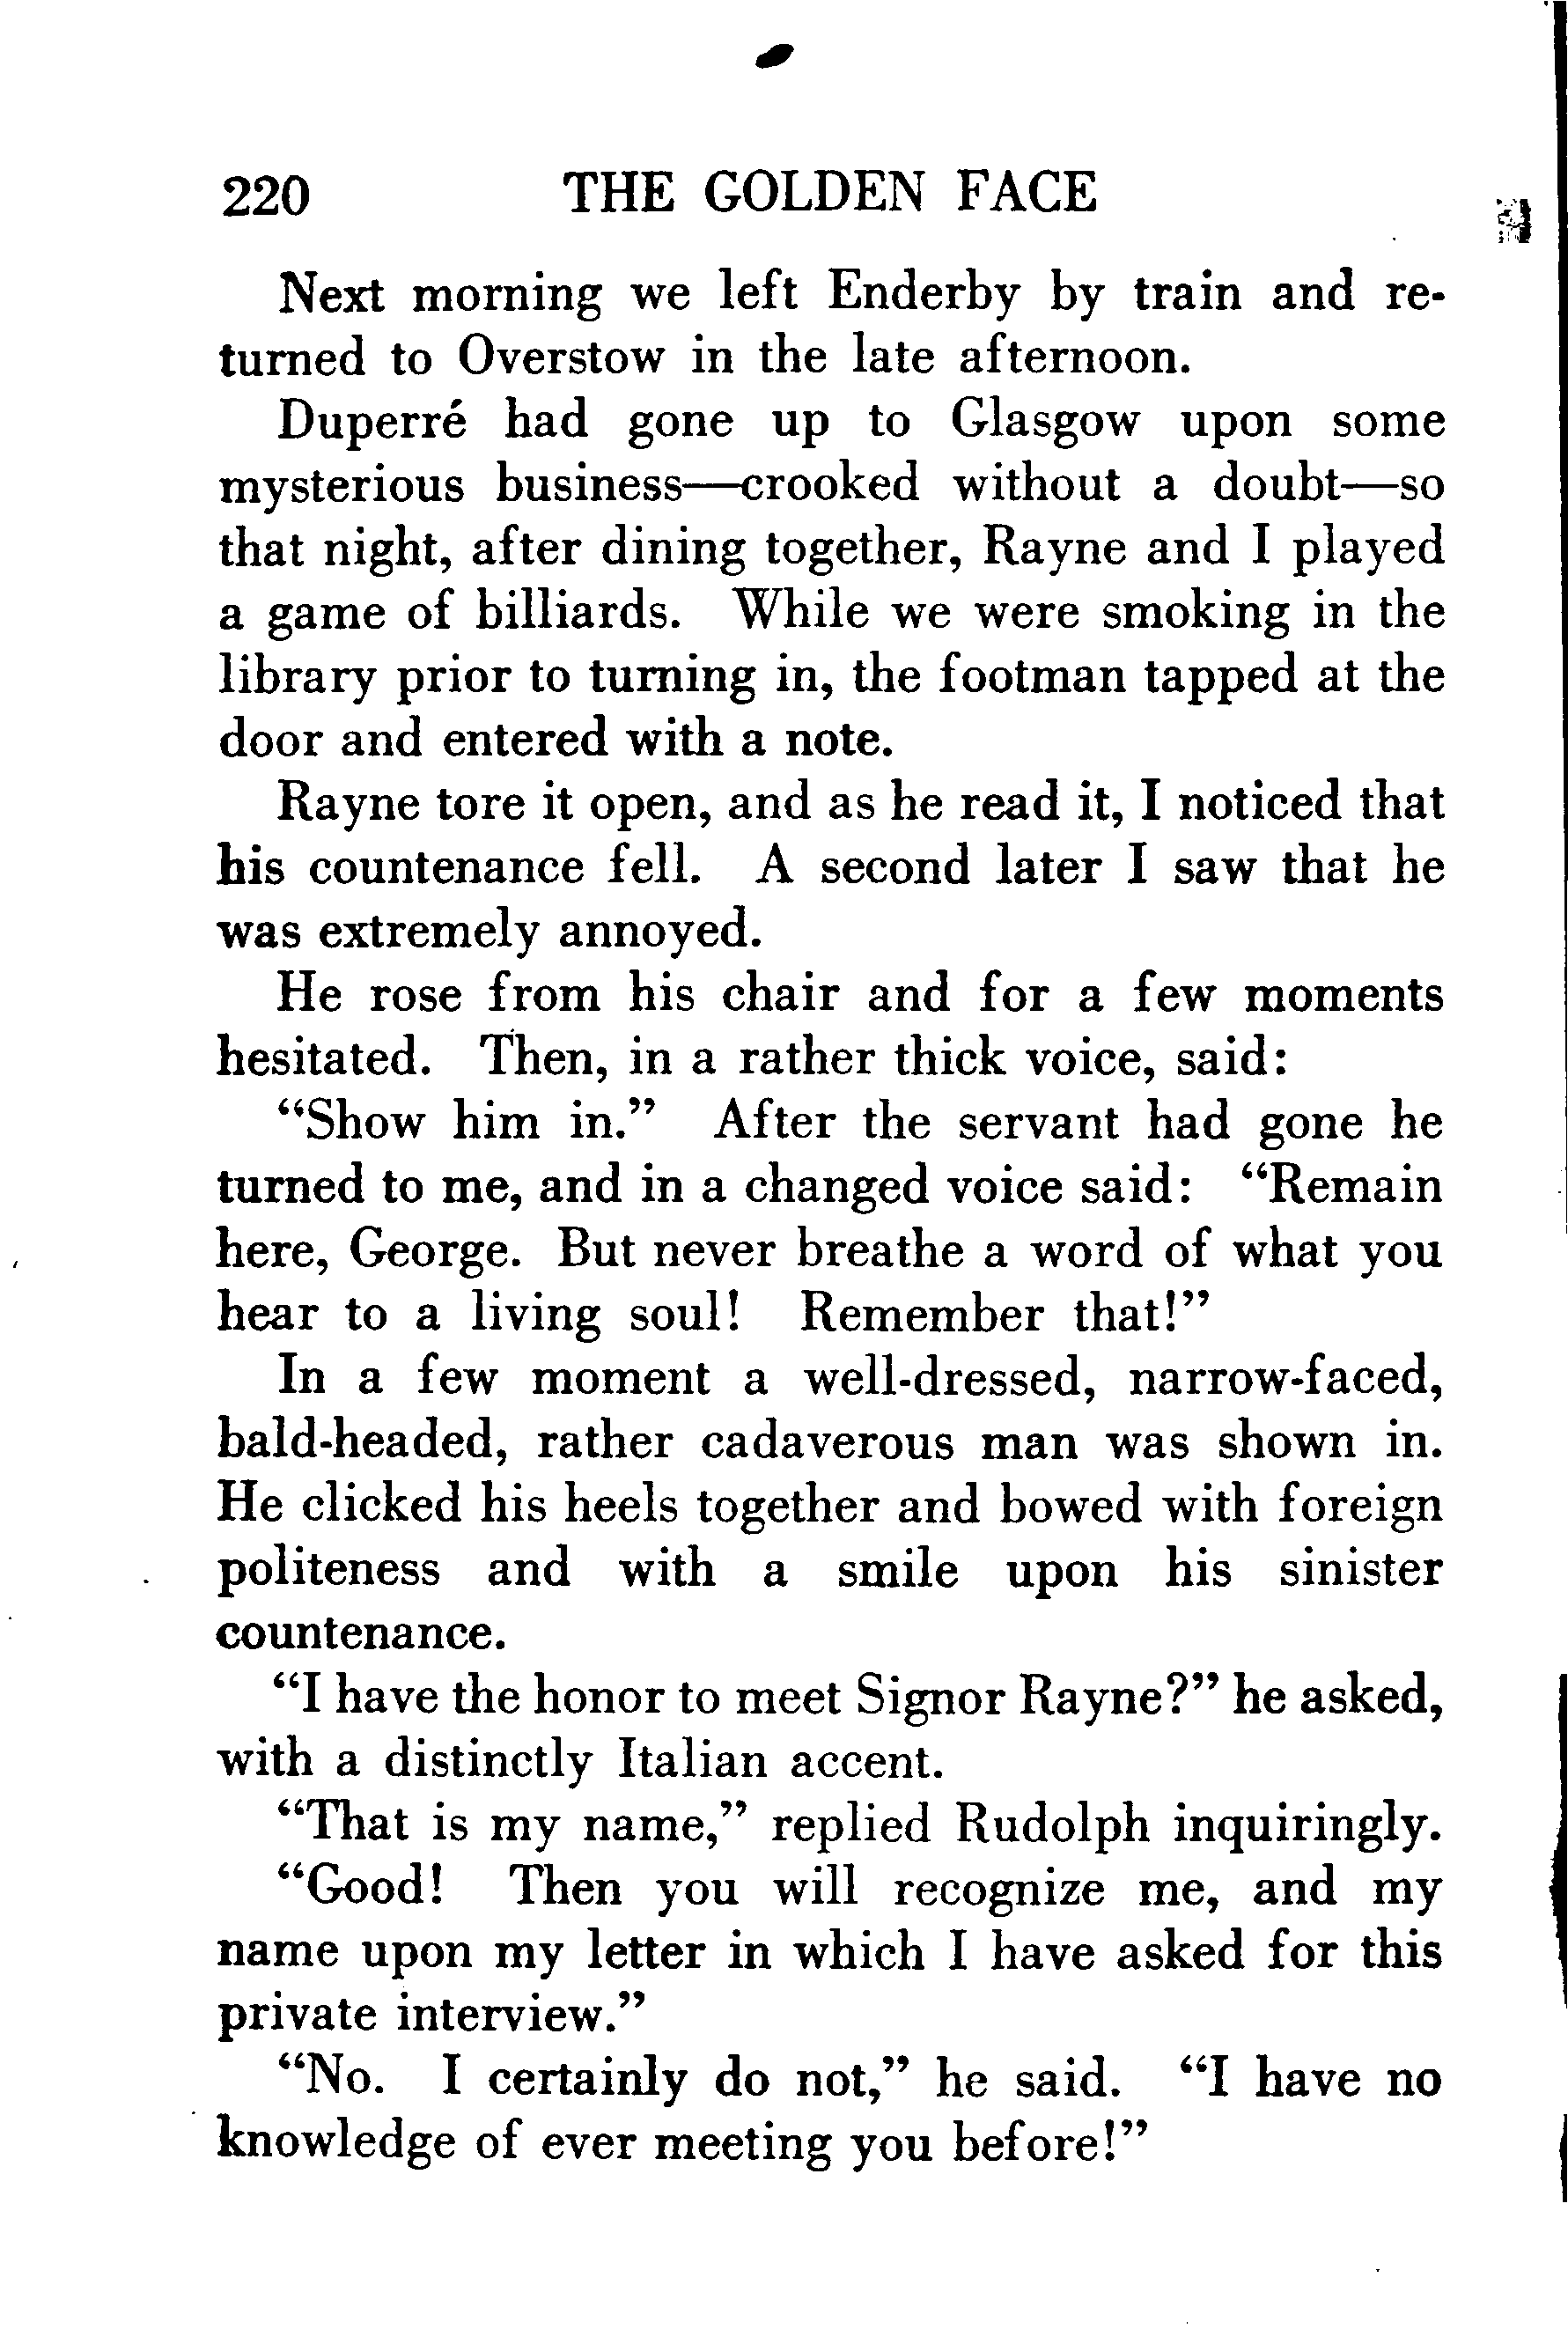 220 THE GOLDEN FACE
Next morning we left Enderby by train and re-
turned to Overstow in the late afternoon.
Duperré had gone up to Glasgow upon some
mysterious business—crooked without a doubt—so
that night, after dining together, Rayne and I played
a game of billiards. While we were smoking in the
library prior to turning in, the footman tapped at the
door and entered with a note.
Rayne tore it open, and as he read it, I noticed that
his countenance fell. A second later I saw that he
was extremely annoyed.
He rose from his chair and for a few moments
hesitated. Then, in a rather thick voice, said:
“Show him in.” After the servant had gone he
turned to me, and in a changed voice said: “Remain
here, George. But never breathe a word of what you
hear to a living soul! Remember that!”
In a few moment a well-dressed, narrow-faced,
bald-headed, rather cadaverous man was shown in.
He clicked his heels together and bowed with foreign
politeness and with a smile upon his sinister
countenance.
“I have the honor to meet Signor Rayne?” he asked,
with a distinctly Italian accent.
“That is my name,” replied Rudolph inquiringly.
“Good! Then you will recognize me, and my
name upon my letter in which I have asked for this
private interview.”
“No. I certainly do not,” he said. “I have no
knowledge of ever meeting you before!”